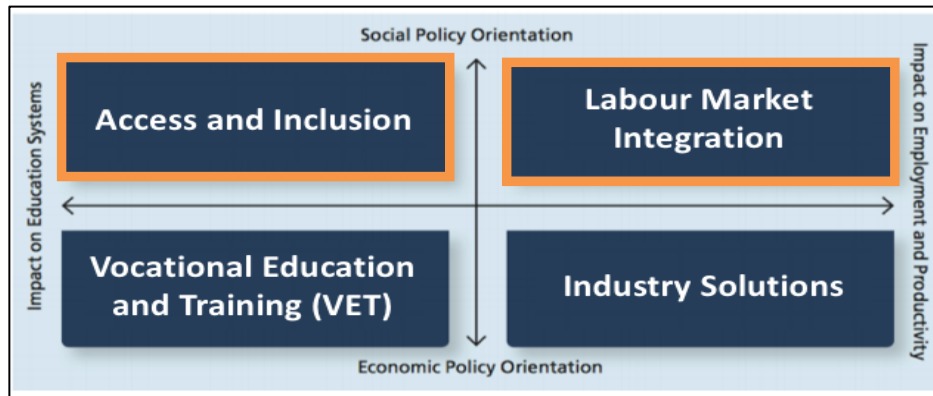 Social Policy Orientation
Impact on Education Systems
Access and Inclusion
Labour Market
Integration
Impact on Employment and Productivity
Vocational Education
and Training (VET)
Industry Solutions
Economic Policy Orientation